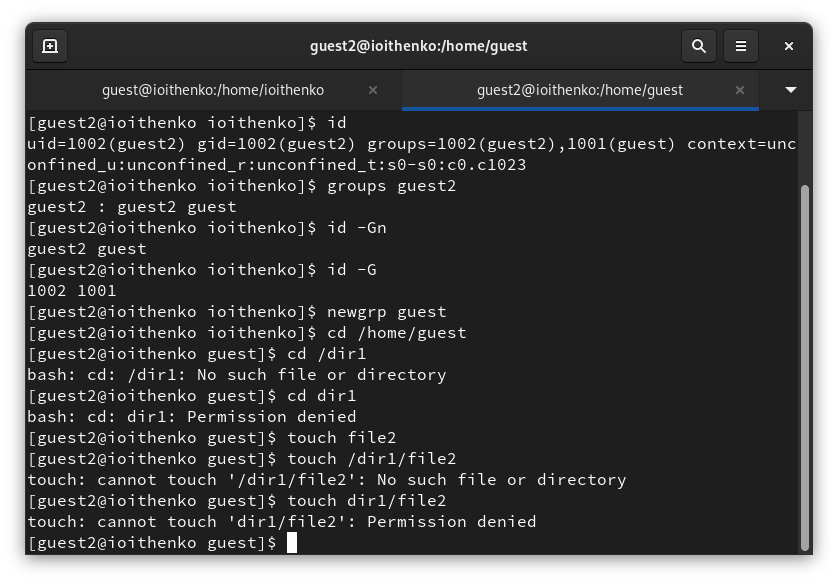 guest2@ioithenko:/home/guest
guest@ioithenko:/home/ioithenko
guest2@ioithenko:/home/guest
[guest2@ioithenko ioithenko]$ id
uid=1002(guest2) gid=1002(guest2) groups=1002(guest2),1001(guest) context=unc
onfined_u:unconfined_r:unconfined_t:s0-s0:c0.c1023
[guest2@ioithenko ioithenko]$ groups guest2
guest2 : guest2 guest
[guest2@ioithenko ioithenko]$ id -Gn
guest2 guest
[guest2@ioithenko ioithenko]$ id -G
1002 1001
[guest2@ioithenko ioithenko]$ newgrp guest
[guest2@ioithenko ioithenko]$ cd /home/guest
[guest2@ioithenko guest]$ cd /dir1
bash: cd: /dir1: No such file or directory
[guest2@ioithenko guest]$ cd dir1
bash: cd: dir1: Permission denied
[guest2@ioithenko guest]$ touch file2
[guest2@ioithenko guest]$ touch /dir1/file2
touch: cannot touch '/dir1/file2': No such file or directory
[guest2@ioithenko guest]$ touch dir1/file2
touch: cannot touch 'dir1/file2': Permission denied
[guest2@ioithenko guest]$